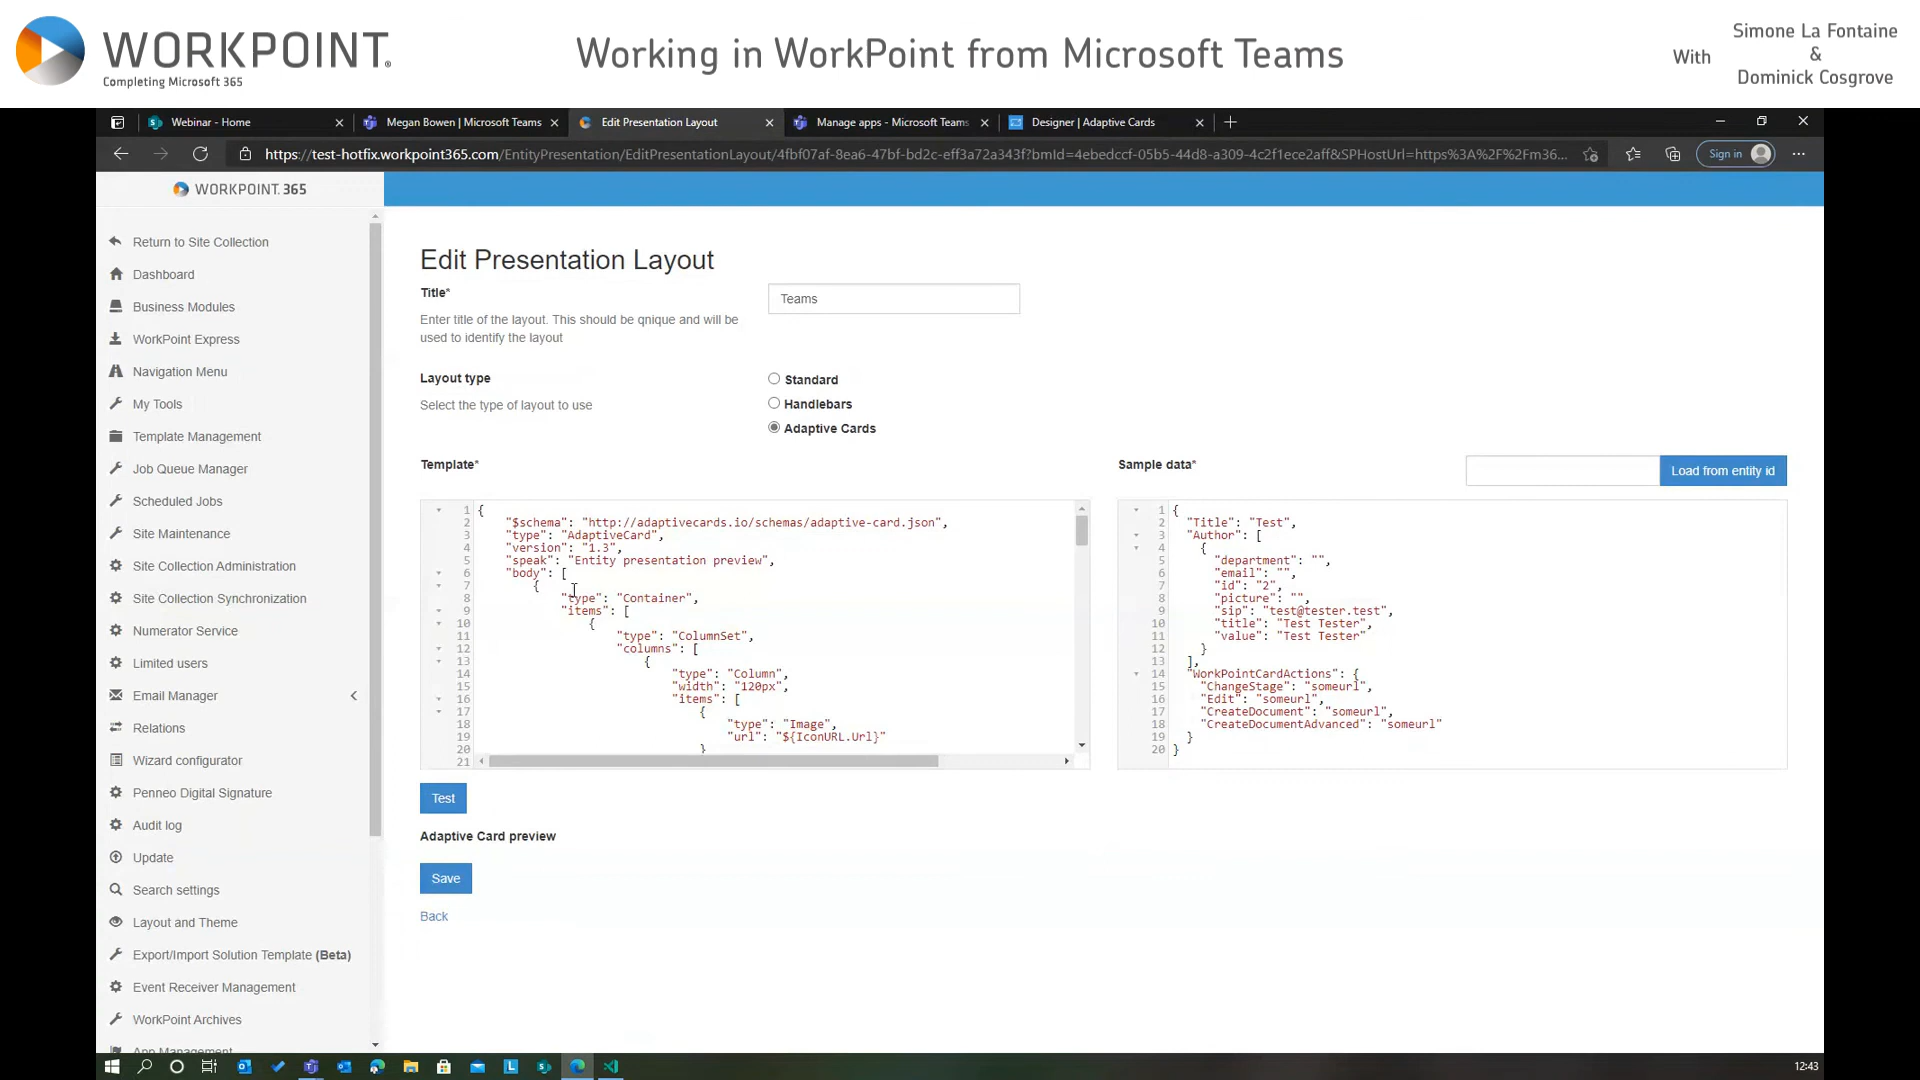 WORKPOINT.
Completing Microsoft 365
Working in WorkPoint from Microsoft Teams
With
Simone La Fontaine
&
Dominick Cosgrove
Webinar - Home
Megan Bowen | Microsoft Teams
Edit Presentation Layout
Manage apps - Microsoft Teams
Designer | Adaptive Cards
https://test-hotfix.workpoint365.com/EntityPresentation/EditPresentationLayout/4fbf07af-8ea6-47bf-bd2c-eff3a72a343f?bmId=4ebedccf-05b5-44d8-a309-4c2f1ece2aff&SPHostUrl=https%3A%2F%2Fm36...
Sign in
WORKPOINT 365
Return to Site Collection
Dashboard
Business Modules
WorkPoint Express
Navigation Menu
My Tools
Template Management
Job Queue Manager
Scheduled Jobs
Site Maintenance
Site Collection Administration
Site Collection Synchronization
Numerator Service
Limited users
Email Manager
Relations
Wizard configurator
Penneo Digital Signature
Audit log
Update
Search settings
Layout and Theme
Export/Import Solution Template (Beta)
Event Receiver Management
WorkPoint Archives
App Management
Edit Presentation Layout
Title*
Enter title of the layout. This should be qnique and will be
used to identify the layout
Teams
Layout type
Select the type of layout to use
Standard
Handlebars
Adaptive Cards
Template*
1 {
2 "$schema": "http://adaptivecards.io/schemas/adaptive-card.json",
3 "type": "AdaptiveCard",
4 "version": "1.3",
5 "speak": "Entity presentation preview",
6 "body": [
7 {
8 "type": "Container",
9 "items": [
10 {
11 "type": "ColumnSet",
12 "columns": [
13 {
14 "type": "Column",
15 "width": "120px",
16 "items": [
17 {
18 "type": "Image",
19 "url": "${IconURL.Url}"
20 }
21
Sample data*
Load from entity id
1 {
2 "Title": "Test",
3 "Author": [
4 {
5 "department": "",
6 "email": "",
7 "id": "2",
8 "picture": "",
9 "sip": "test@tester.test",
10 "title": "Test Tester",
11 "value": "Test Tester"
12 }
13 ],
14 "WorkPointCardActions": {
15 "ChangeStage": "someurl",
16 "Edit": "someurl",
17 "CreateDocument": "someurl",
18 "CreateDocumentAdvanced": "someurl"
19 }
20 }
Test
Adaptive Card preview
Save
Back
12:43